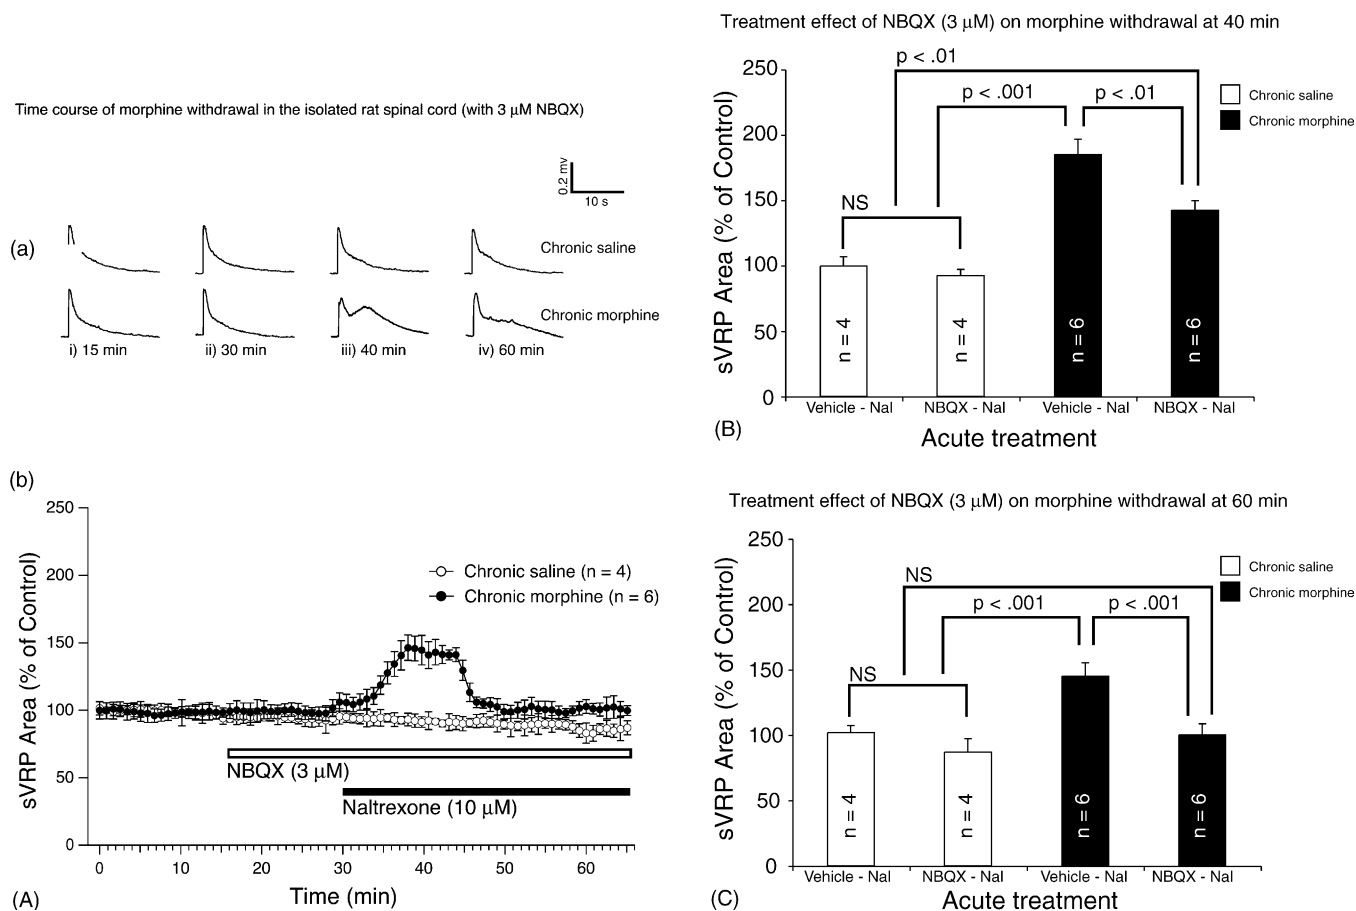 Time course of morphine withdrawal in the isolated rat spinal cord (with 3 μM NBQX)
0.2 mv
10 s
(a)
Chronic saline
Chronic morphine
i) 15 min
ii) 30 min
iii) 40 min
iv) 60 min
(b)
sVRP Area (% of Control)
250
200
150
100
50
0
Chronic saline (n = 4)
Chronic morphine (n = 6)
NBQX (3 μM)
Naltrexone (10 μM)
0 10 20 30 40 50 60
Time (min)
(A)
Treatment effect of NBQX (3 μM) on morphine withdrawal at 40 min
sVRP Area (% of Control)
250
200
150
100
50
0
p < .01
p < .001
p < .01
NS
Chronic saline
Chronic morphine
n = 4
n = 4
n = 6
n = 6
Vehicle - Nal
NBQX - Nal
Vehicle - Nal
NBQX - Nal
Acute treatment
(B)
Treatment effect of NBQX (3 μM) on morphine withdrawal at 60 min
sVRP Area (% of Control)
250
200
150
100
50
0
NS
p < .001
p < .001
NS
Chronic saline
Chronic morphine
n = 4
n = 4
n = 6
n = 6
Vehicle - Nal
NBQX - Nal
Vehicle - Nal
NBQX - Nal
Acute treatment
(C)